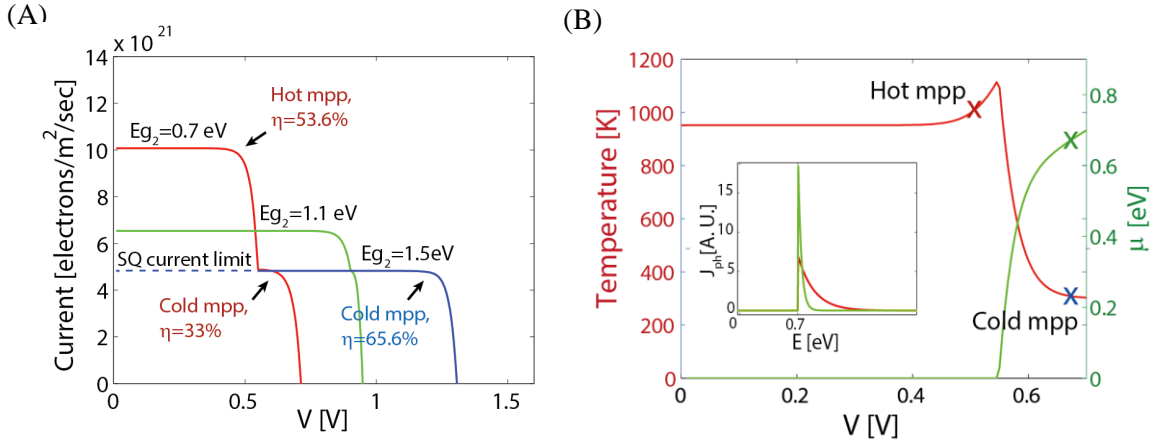 (A)
x 10²¹
14
12
10
8
6
4
2
0
Current [electrons/m²/sec]
Hot mpp,
η=53.6%
Eg₂=0.7 eV
Eg₂=1.1 eV
Eg₂=1.5eV
SQ current limit
Cold mpp,
η=33%
Cold mpp,
η=65.6%
0 0.5 1 1.5
V [V]
(B)
1200
1000
800
600
400
200
0
Temperature [K]
Hot mpp
Cold mpp
15
10
5
0
J_ph[A. U.]
0 0.7
E [eV]
0.8
0.6
0.4
0.2
0
μ [eV]
0 0.2 0.4 0.6
V [V]